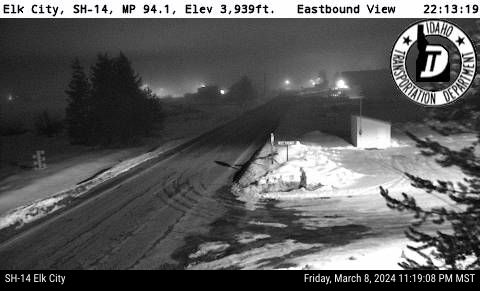 Elk City, SH-14, MP 94.1, Elev 3,939ft. Eastbound View 22:13:19
IDAHO
TRANSPORTATION DEPARTMENT
SH-14 Elk City Friday, March 8, 2024 11:19:08 PM MST